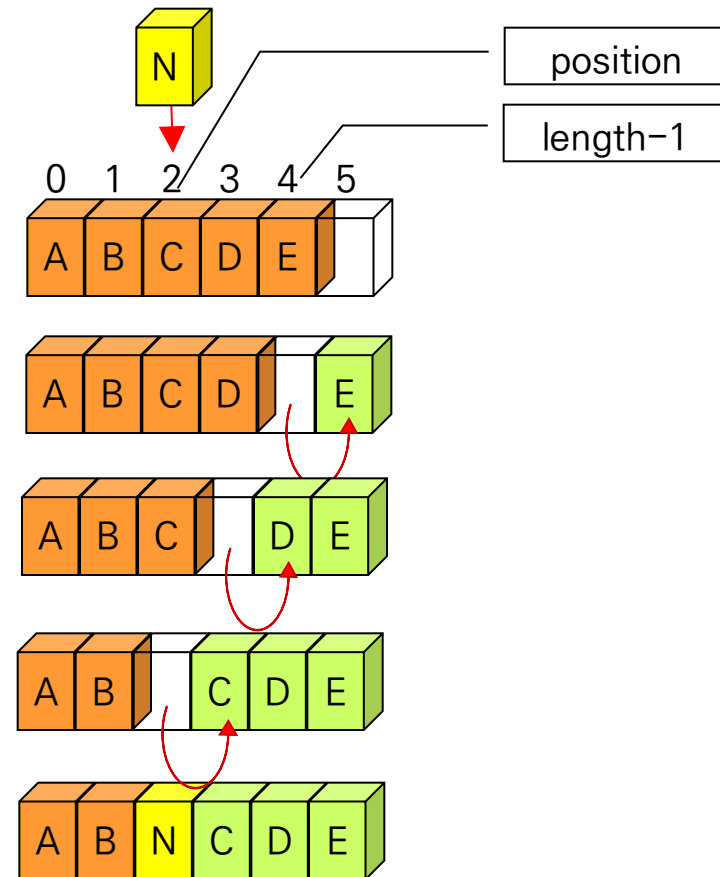 N
position
length-1
0 1 2 3 4 5
A B C D E
A B C D E
A B C D E
A B C D E
A B N C D E